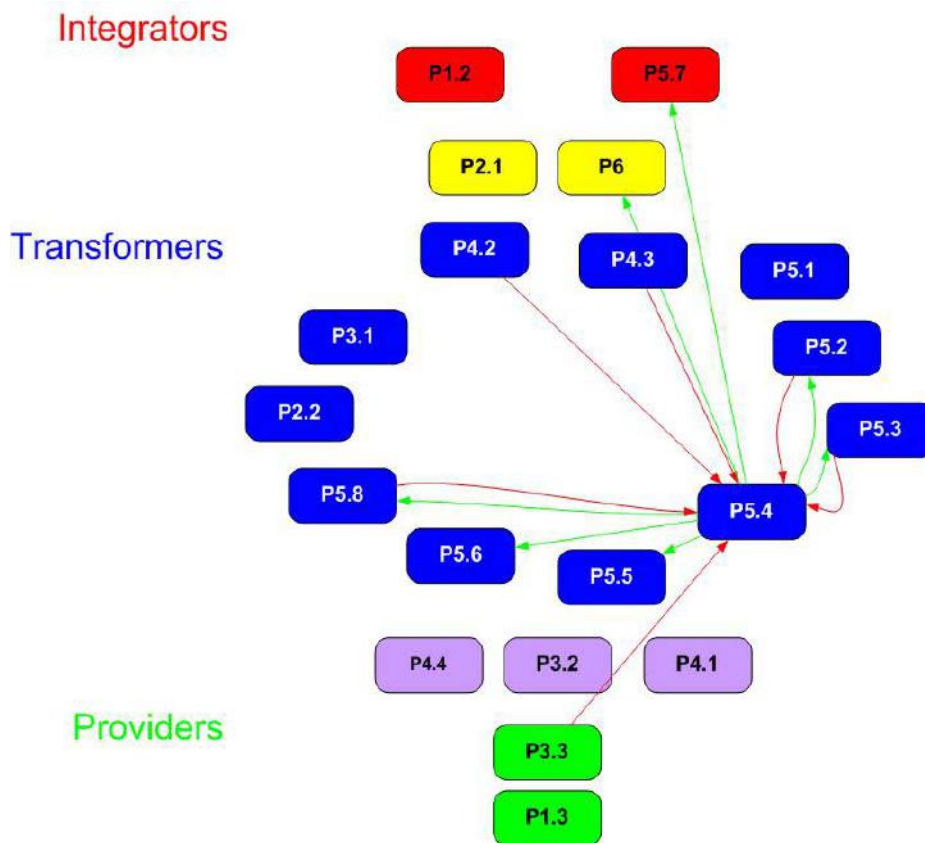 Integrators
P1.2
P5.7
P2.1
P6
Transformers
P4.2
P4.3
P5.1
P3.1
P5.2
P2.2
P5.3
P5.8
P5.4
P5.6
P5.5
P4.4
P3.2
P4.1
Providers
P3.3
P1.3